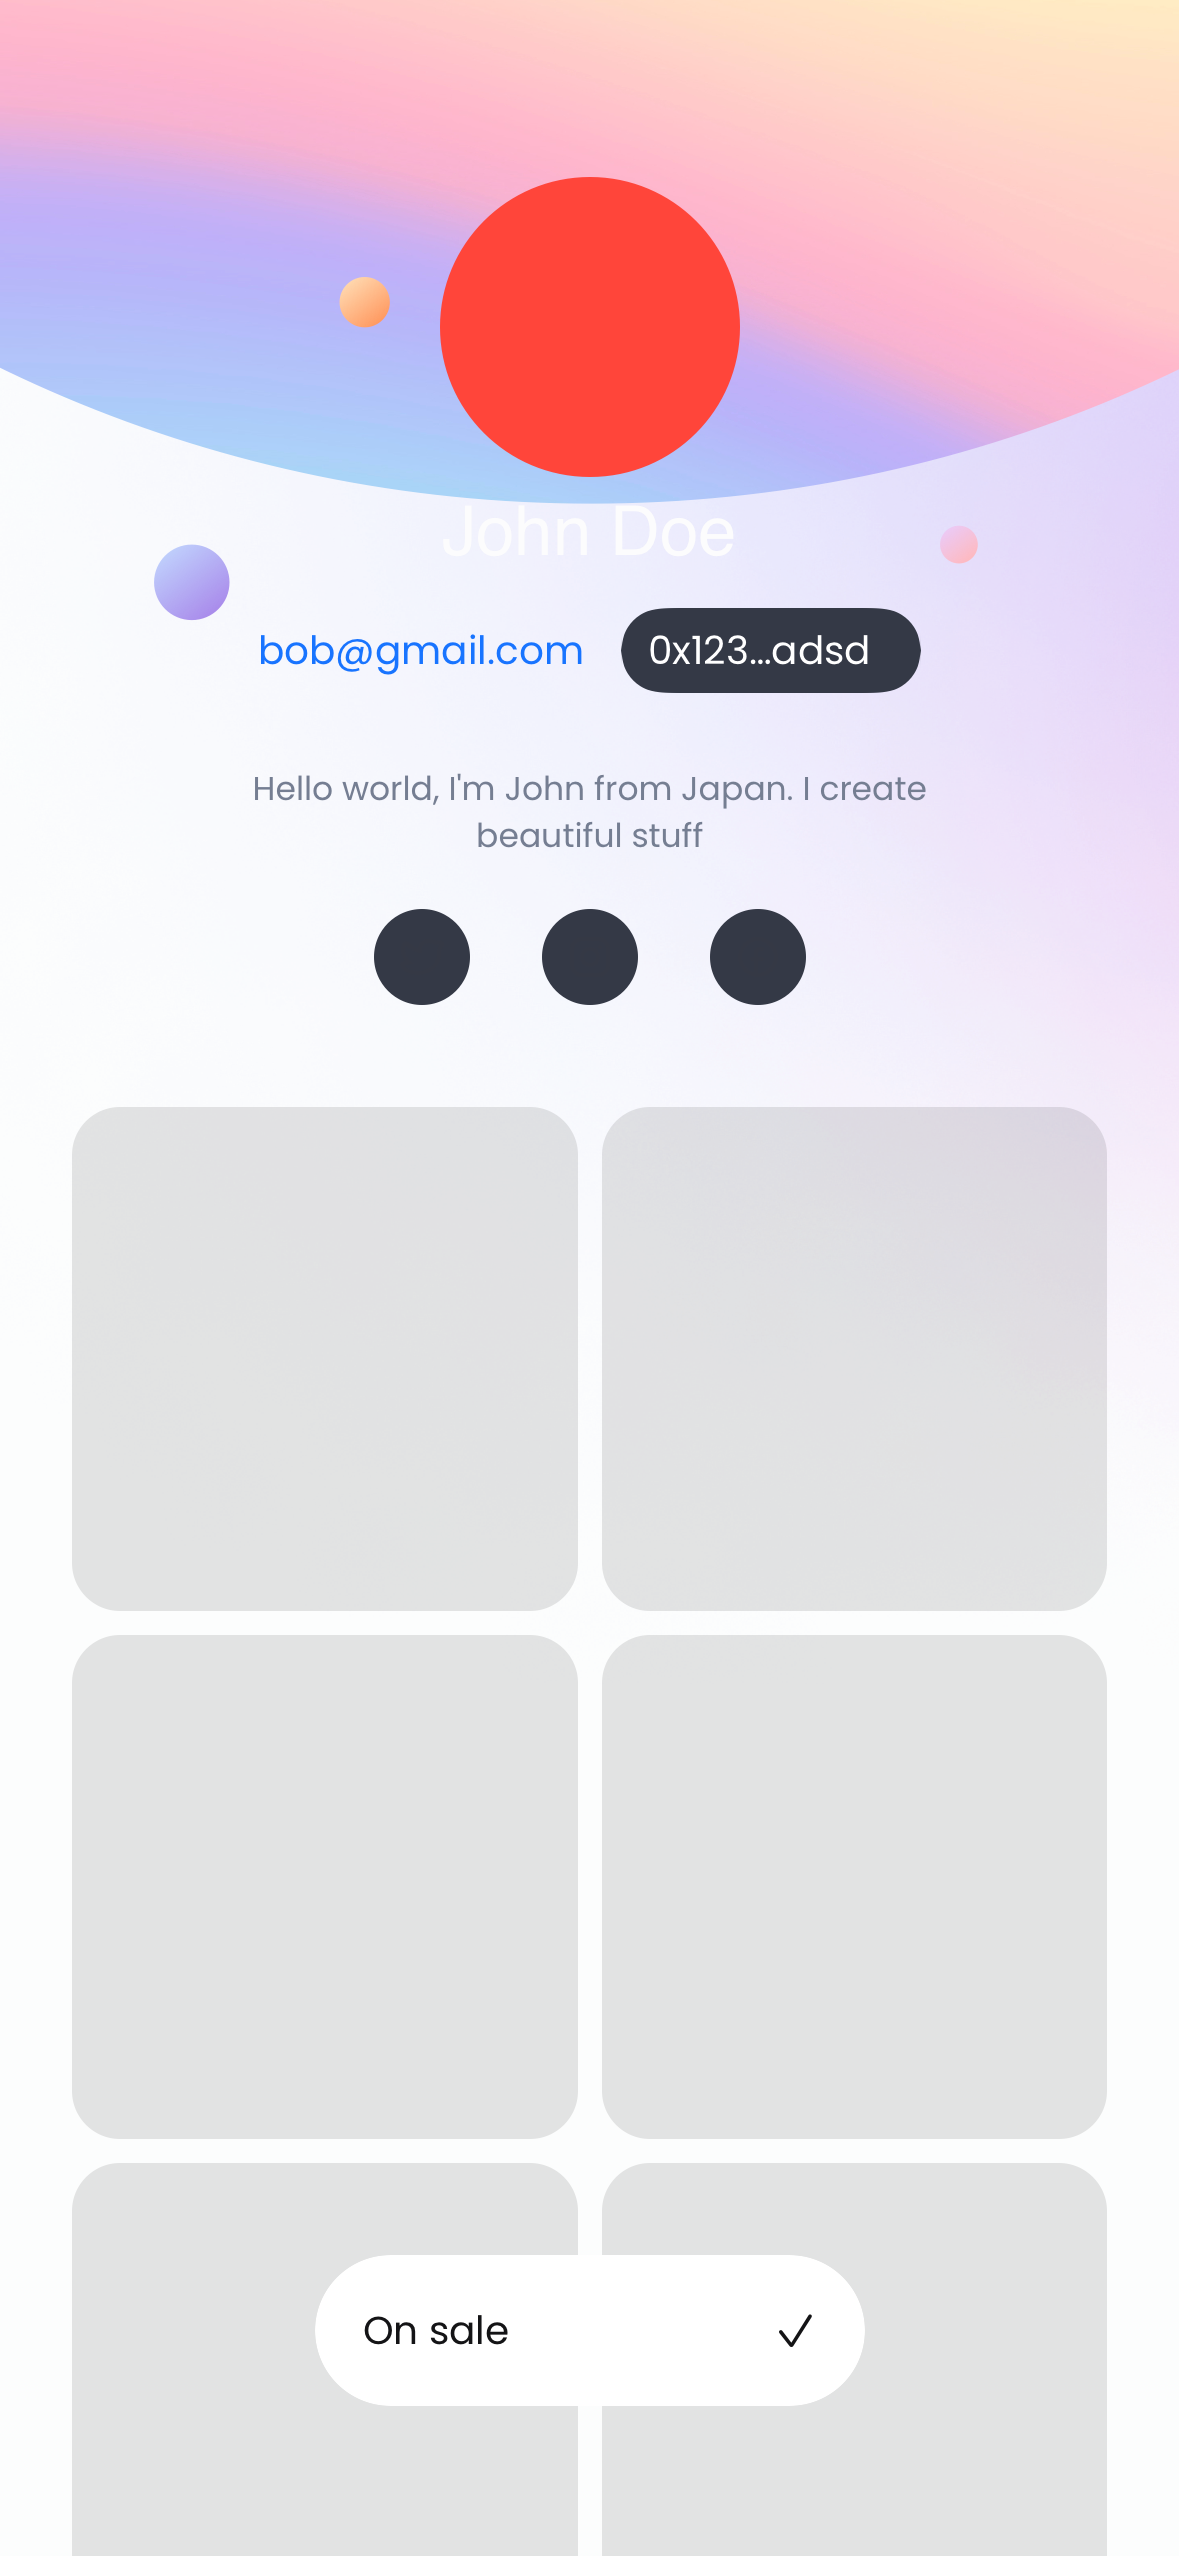 John Doe
bob@gmail.com
0x123...adsd
Hello world, I'm John from Japan. I create
beautiful stuff
On sale